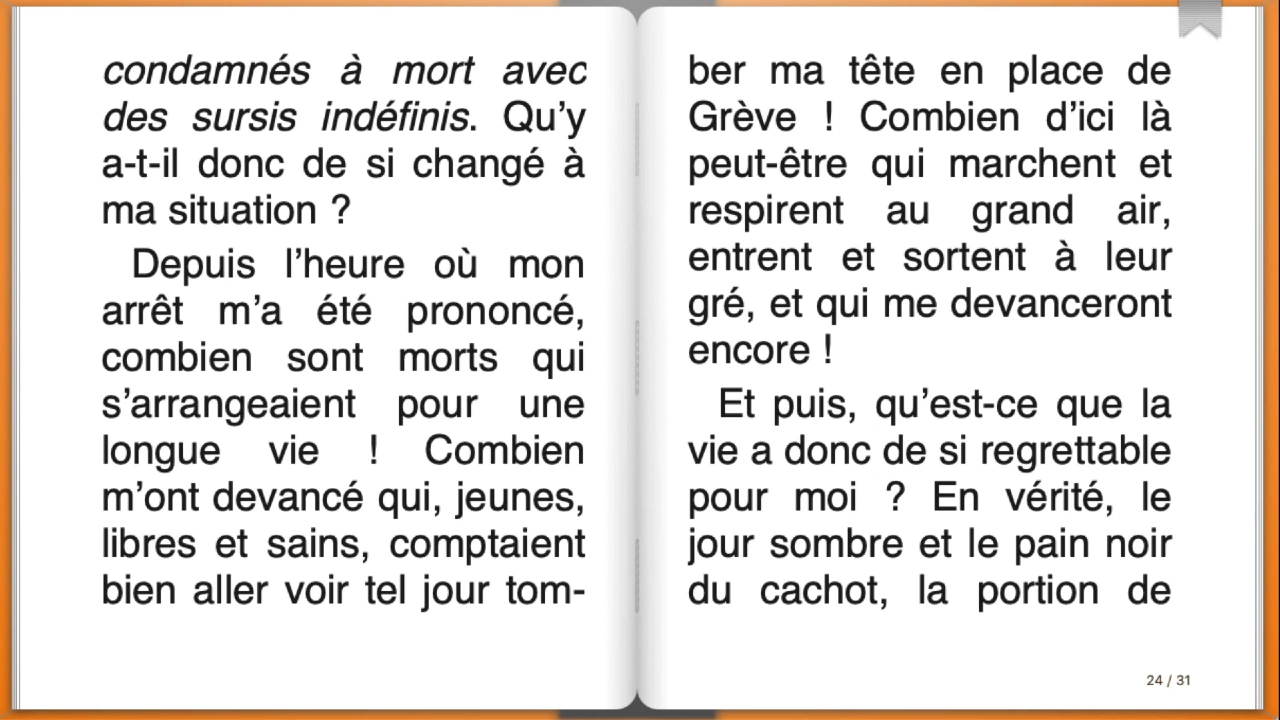 condamnés à mort avec
des sursis indéfinis. Qu’y
a-t-il donc de si changé à
ma situation ?
Depuis l’heure où mon
arrêt m’a été prononcé,
combien sont morts qui
s’arrangeaient pour une
longue vie ! Combien
m’ont devancé qui, jeunes,
libres et sains, comptaient
bien aller voir tel jour tom-
ber ma tête en place de
Grève ! Combien d’ici là
peut-être qui marchent et
respirent au grand air,
entrent et sortent à leur
gré, et qui me devanceront
encore !
Et puis, qu’est-ce que la
vie a donc de si regrettable
pour moi ? En vérité, le
jour sombre et le pain noir
du cachot, la portion de
24 / 31